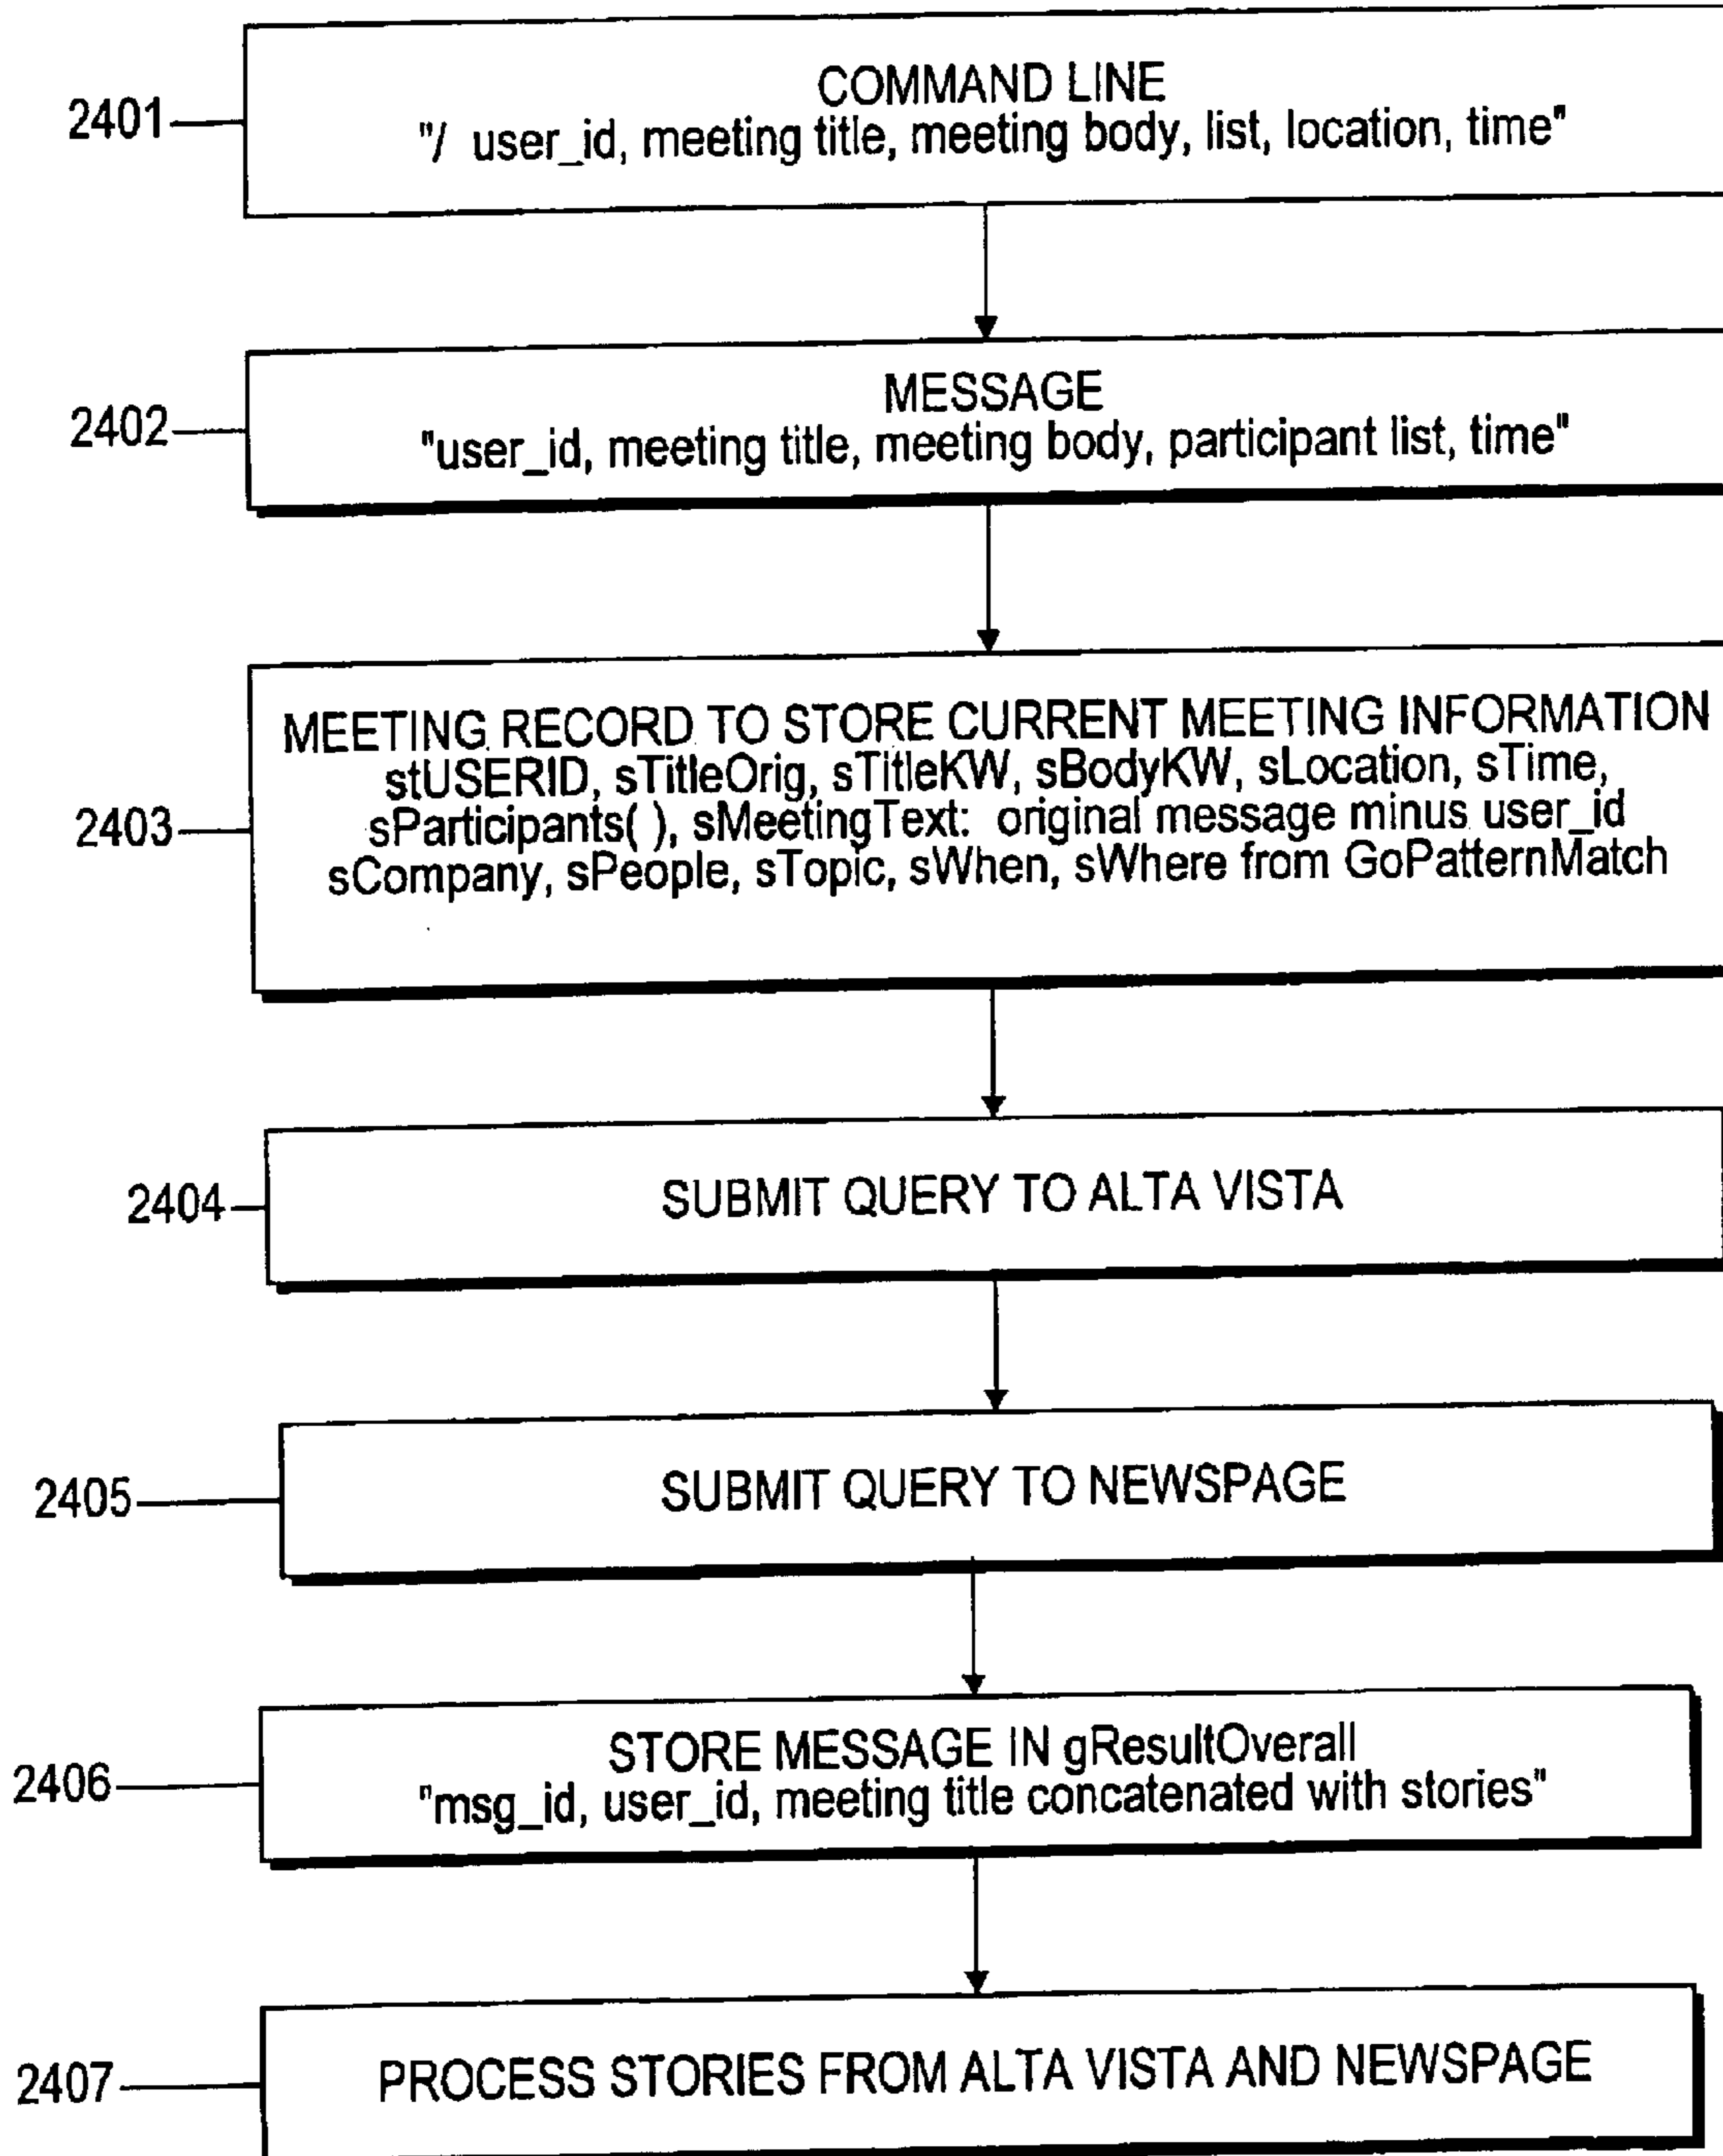 2401
COMMAND LINE
"/ user_id, meeting title, meeting body, list, location, time"
2402
MESSAGE
"user_id, meeting title, meeting body, participant list, time"
2403
MEETING RECORD TO STORE CURRENT MEETING INFORMATION
stUSERID, sTitleOrig, sTitleKW, sBodyKW, sLocation, sTime,
sParticipants( ), sMeetingText: original message minus user_id
sCompany, sPeople, sTopic, sWhen, sWhere from GoPatternMatch
2404
SUBMIT QUERY TO ALTA VISTA
2405
SUBMIT QUERY TO NEWSPAGE
2406
STORE MESSAGE IN gResultOverall
"msg_id, user_id, meeting title concatenated with stories"
2407
PROCESS STORIES FROM ALTA VISTA AND NEWSPAGE